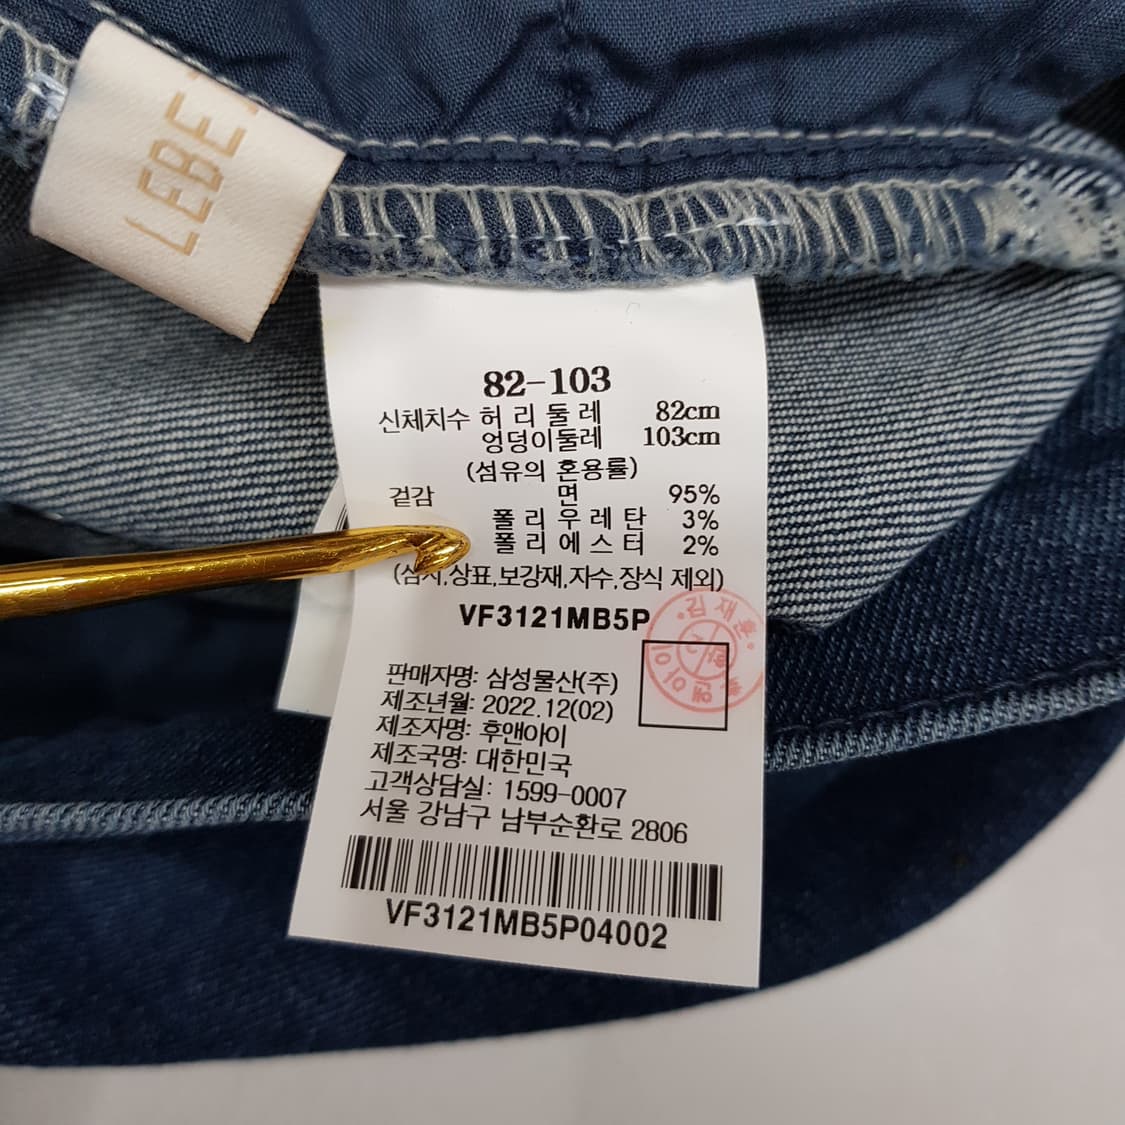 LEBE
82-103
신체치수 허 리 둘 레 82cm
엉덩이둘레 103cm
(섬유의 혼용률)
겉감 면 95%
폴 리 우 레 탄 3%
폴 리 에 스 터 2%
(심지,상표,보강재,자수,장식 제외)
VF3121MB5P
김 재 훈
판매자명: 삼성물산(주)
제조년월: 2022.12(02)
제조자명: 후앤아이
제조국명: 대한민국
고객상담실: 1599-0007
서울 강남구 남부순환로 2806
VF3121MB5P04002